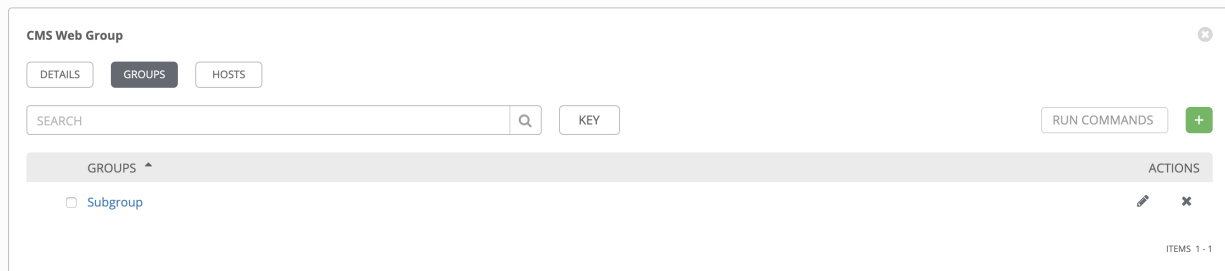 CMS Web Group
DETAILS GROUPS HOSTS
SEARCH KEY RUN COMMANDS +
GROUPS ACTIONS
Subgroup
ITEMS 1 - 1